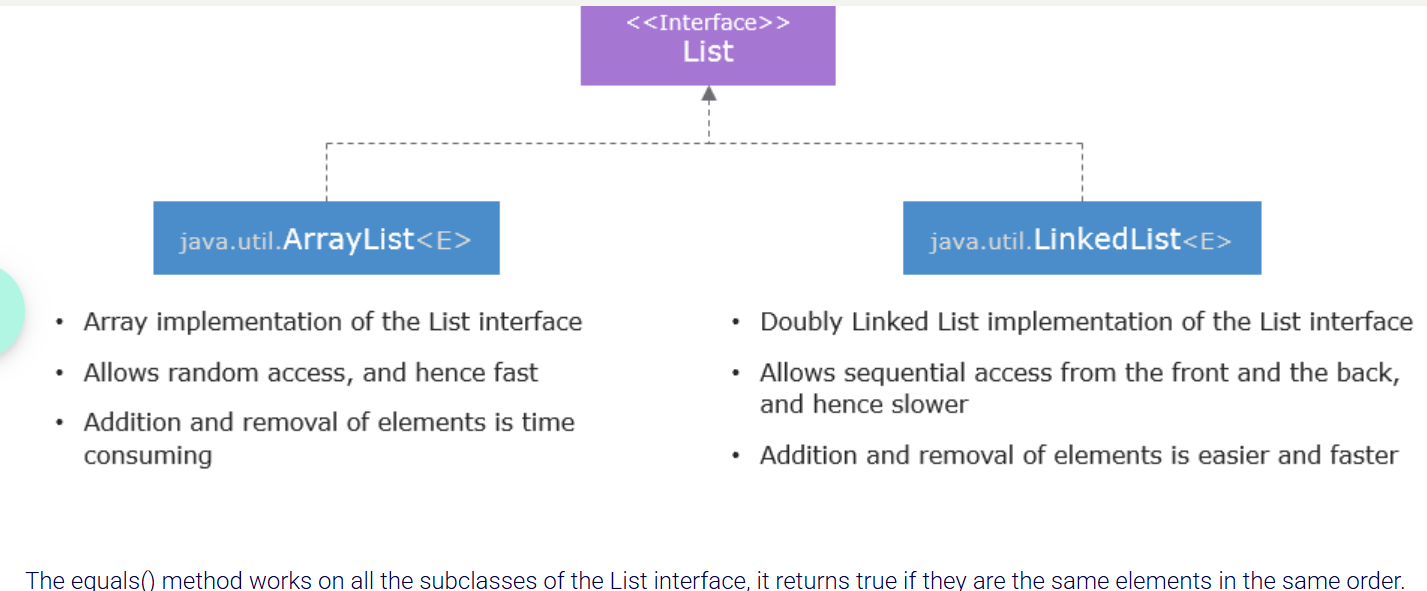 <<Interface>>
List
java.util.ArrayList<E>
java.util.LinkedList<E>
• Array implementation of the List interface
• Allows random access, and hence fast
• Addition and removal of elements is time
consuming
• Doubly Linked List implementation of the List interface
• Allows sequential access from the front and the back,
and hence slower
• Addition and removal of elements is easier and faster
The equals() method works on all the subclasses of the List interface, it returns true if they are the same elements in the same order.